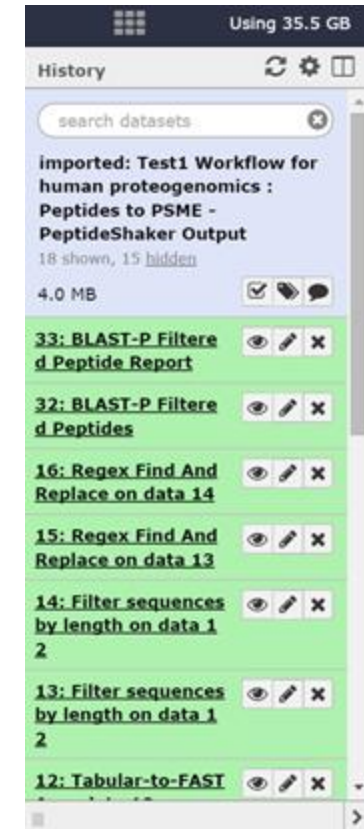 Using 35.5 GB
History
search datasets
imported: Test1 Workflow for
human proteogenomics :
Peptides to PSME -
PeptideShaker Output
18 shown, 15 hidden
4.0 MB
33: BLAST-P Filtere
d Peptide Report
32: BLAST-P Filtere
d Peptides
16: Regex Find And
Replace on data 14
15: Regex Find And
Replace on data 13
14: Filter sequences
by length on data 1
2
13: Filter sequences
by length on data 1
2
12: Tabular-to-FAST